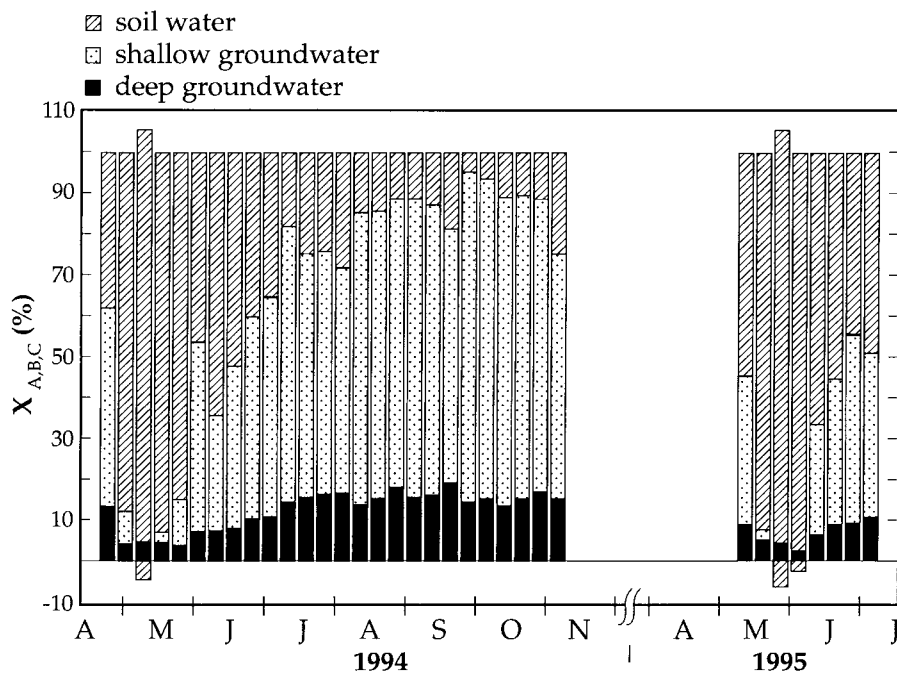 soil water
shallow groundwater
deep groundwater
110
90
70
50
30
10
-10
X A,B,C (%)
A M J J A S O N A M J J
1994 1995